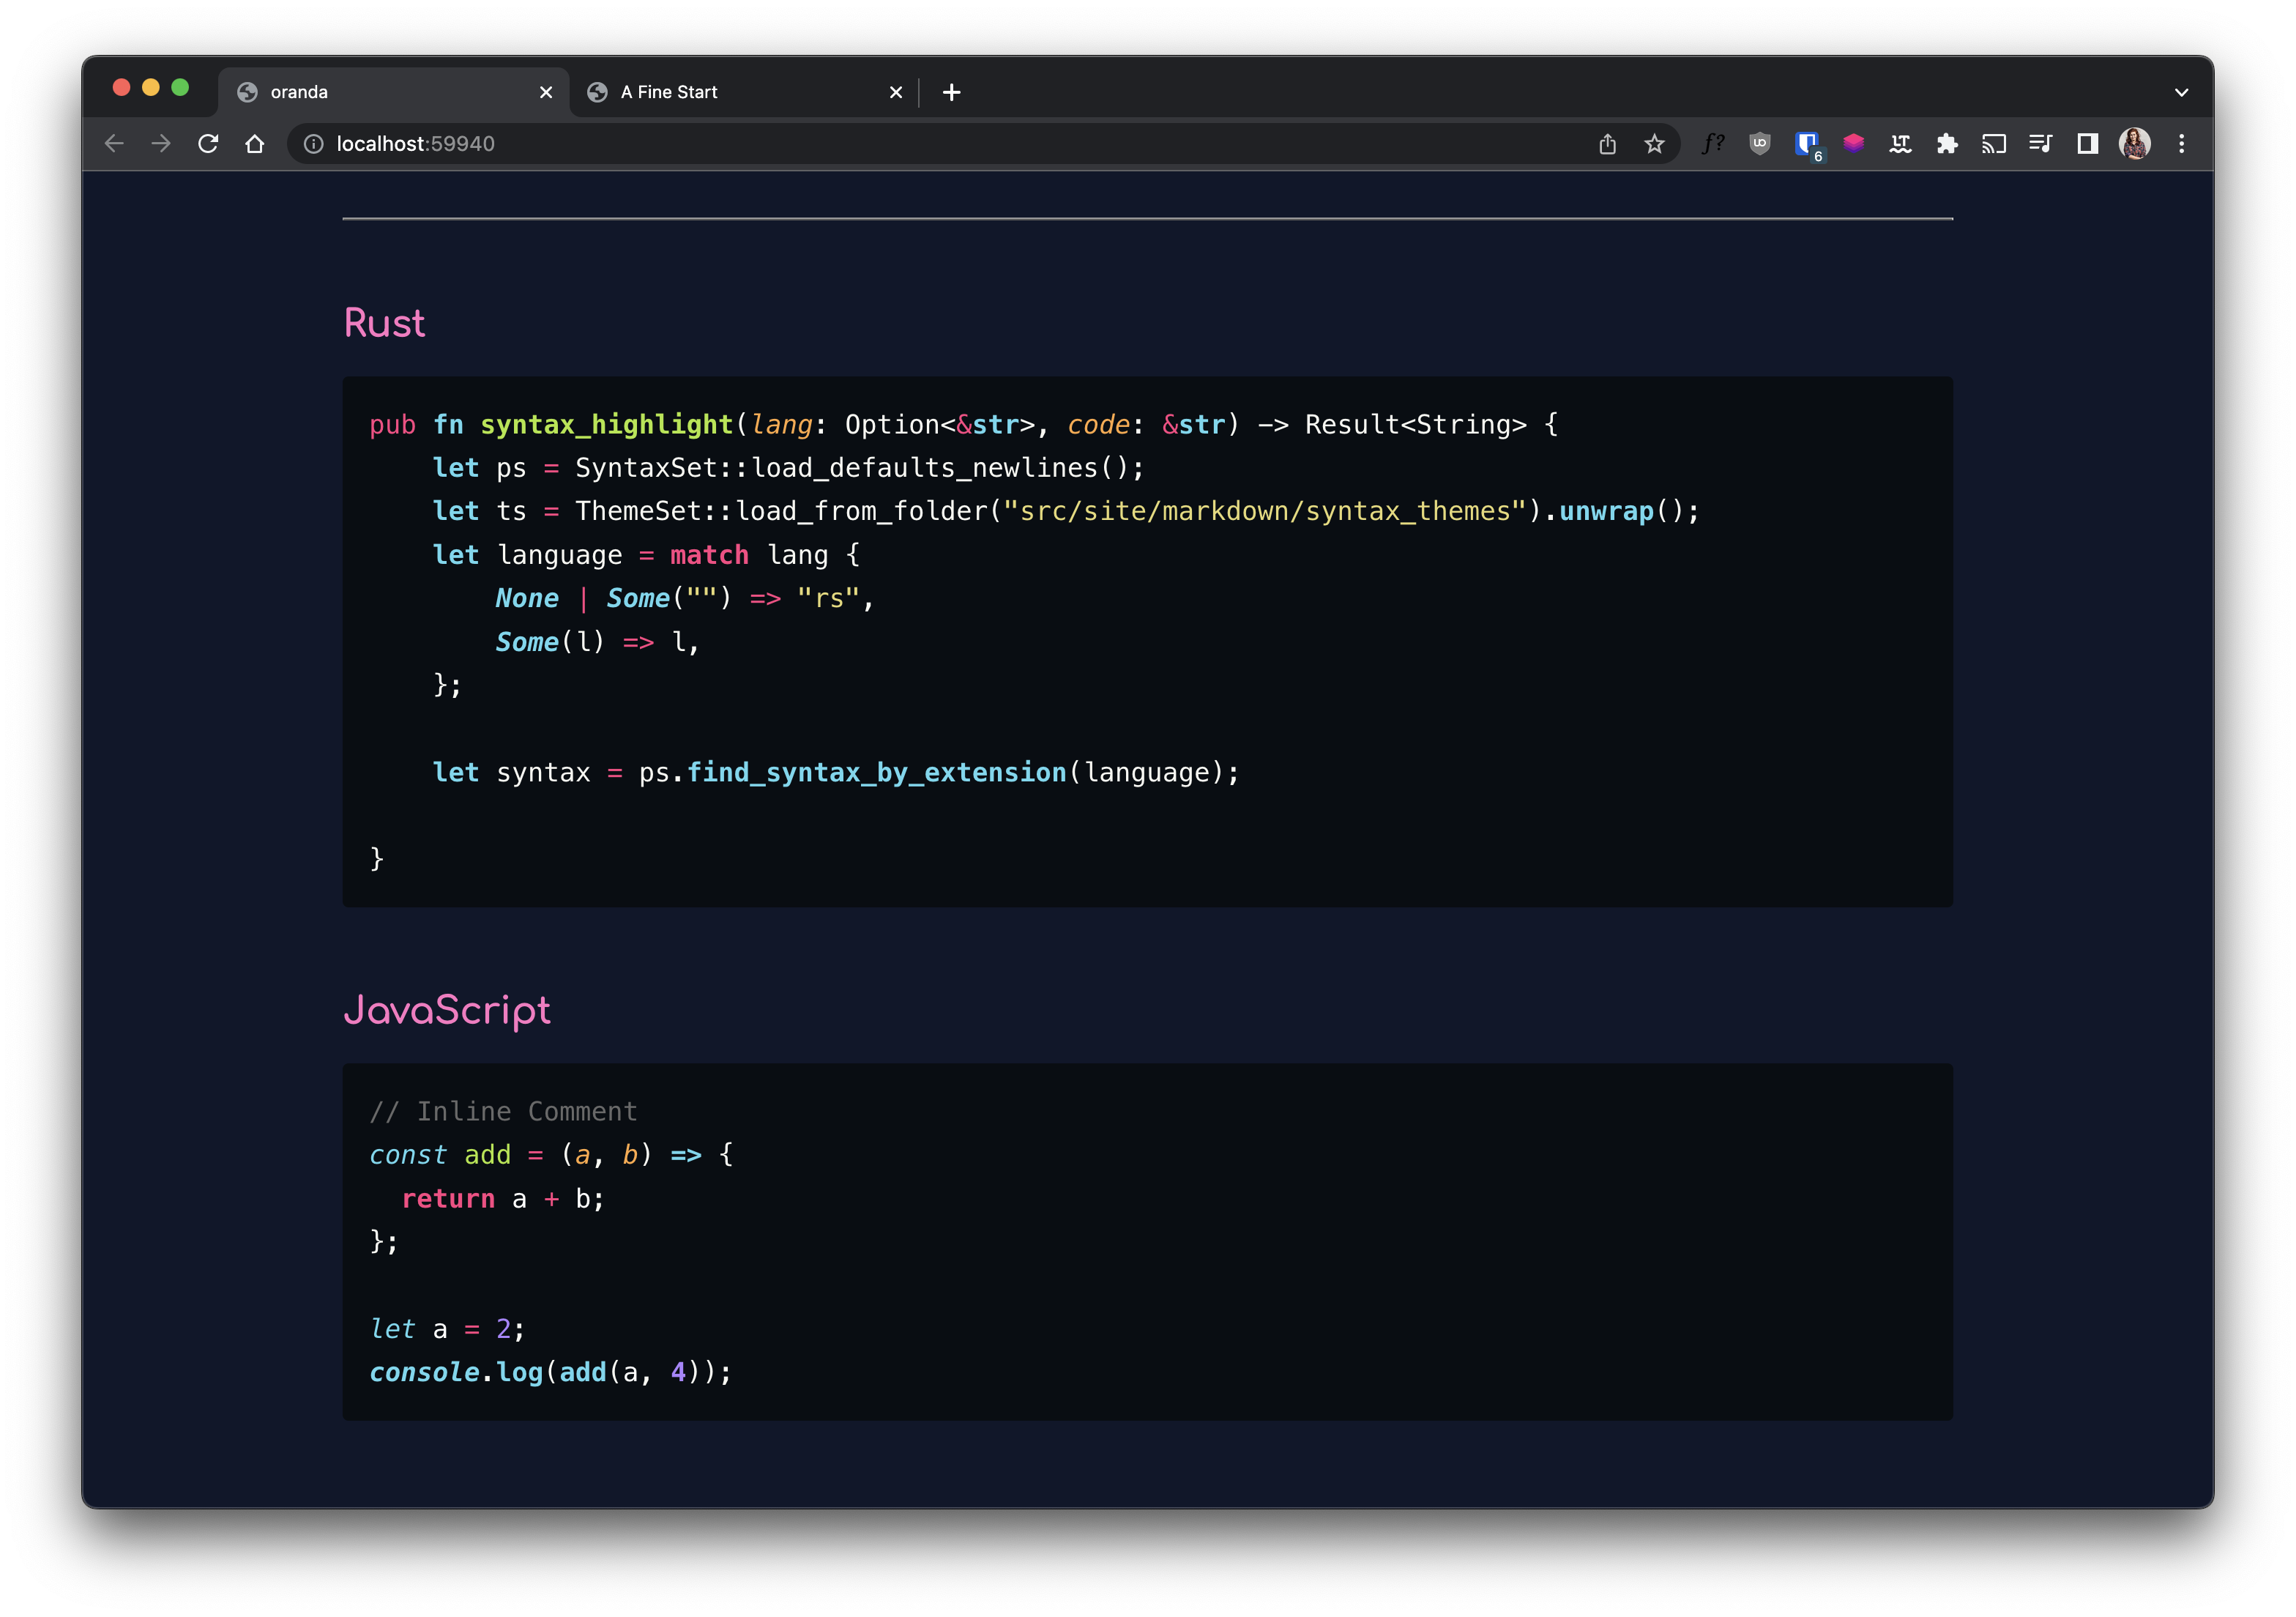 oranda
A Fine Start
localhost:59940
f?
uo
6
LT
Rust
pub fn syntax_highlight(lang: Option<&str>, code: &str) -> Result<String> {
    let ps = SyntaxSet::load_defaults_newlines();
    let ts = ThemeSet::load_from_folder("src/site/markdown/syntax_themes").unwrap();
    let language = match lang {
        None | Some("") => "rs",
        Some(l) => l,
    };
    let syntax = ps.find_syntax_by_extension(language);
}
JavaScript
// Inline Comment
const add = (a, b) => {
  return a + b;
};
let a = 2;
console.log(add(a, 4));